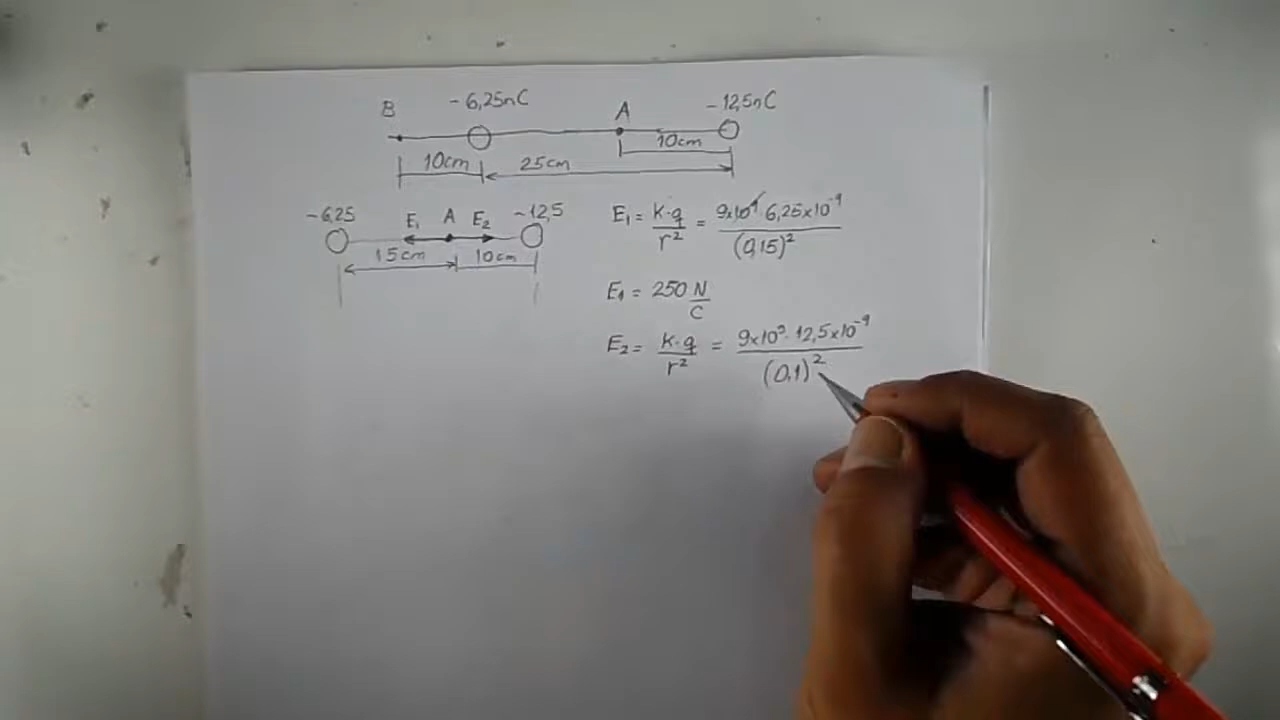 B -6,25nC A -12,5nC
10cm 25cm 10cm
-6,25 E₁ A E₂ -12,5
15cm 10cm
E₁ = K·q/r² = 9x10⁹·6,25x10⁻⁹/(0,15)²
E₁ = 250 N/C
E₂ = K·q/r² = 9x10⁹·12,5x10⁻⁹/(0,1)²